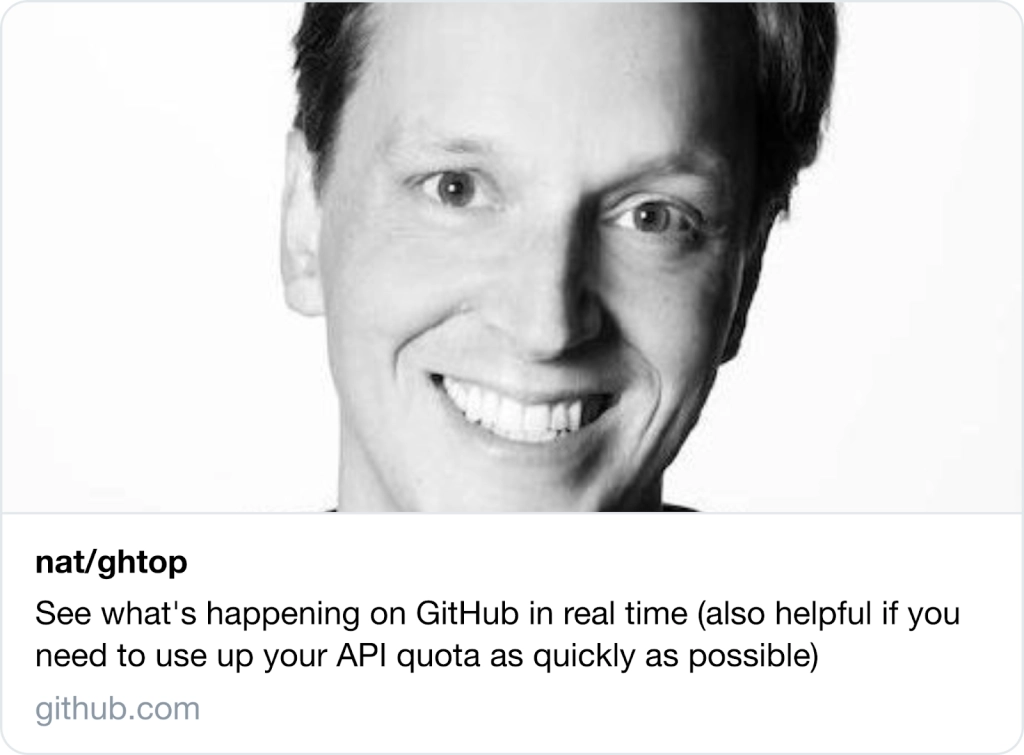 nat/ghtop
See what's happening on GitHub in real time (also helpful if you
need to use up your API quota as quickly as possible)
github.com